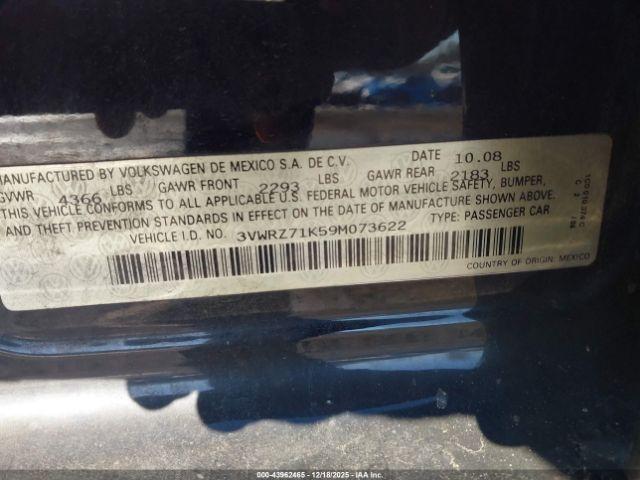 MANUFACTURED BY VOLKSWAGEN DE MEXICO S.A. DE C.V. DATE 10.08
GVWR 4366 LBS GAWR FRONT 2293 LBS GAWR REAR 2183 LBS
THIS VEHICLE CONFORMS TO ALL APPLICABLE U.S. FEDERAL MOTOR VEHICLE SAFETY, BUMPER,
AND THEFT PREVENTION STANDARDS IN EFFECT ON THE DATE OF MANUFACTURE SHOWN ABOVE.
VEHICLE I.D. NO. 3VWRZ71K59M073622 TYPE: PASSENGER CAR
COUNTRY OF ORIGIN: MEXICO
1C0 010 374 C
000-43962465 - 12/18/2025 - IAA, Inc.